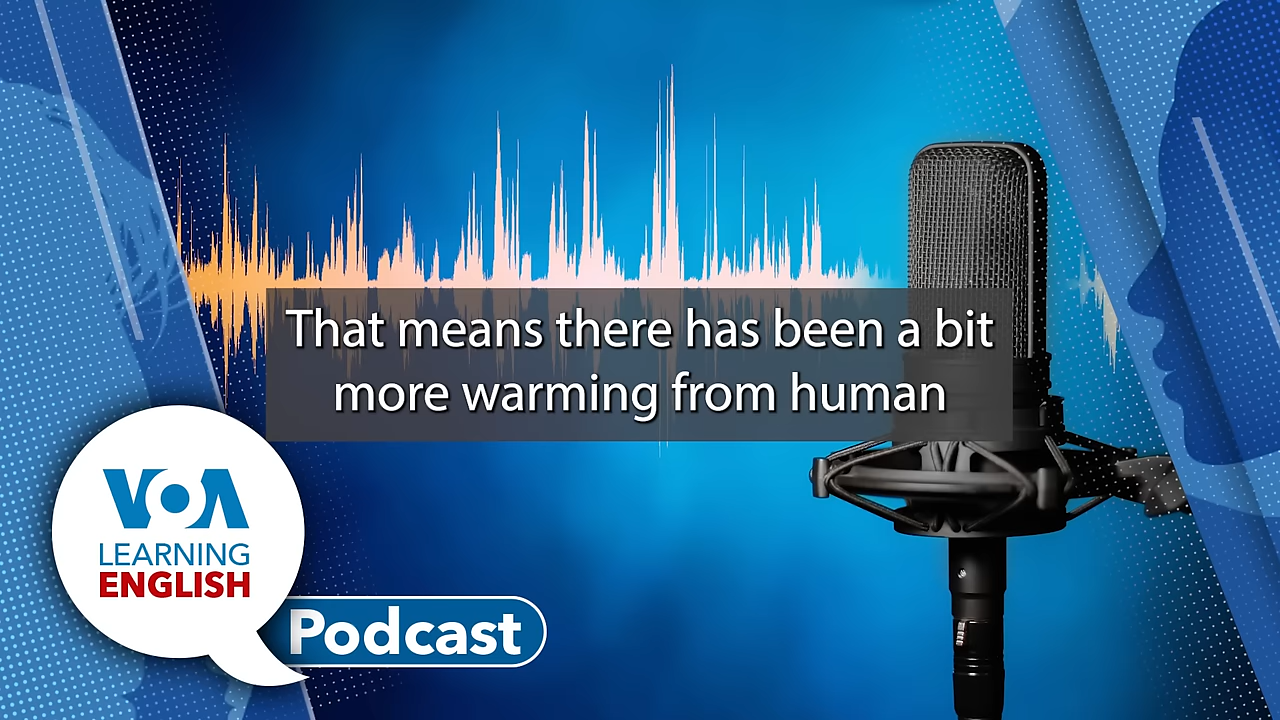 That means there has been a bit
more warming from human
VOA
LEARNING
ENGLISH
Podcast